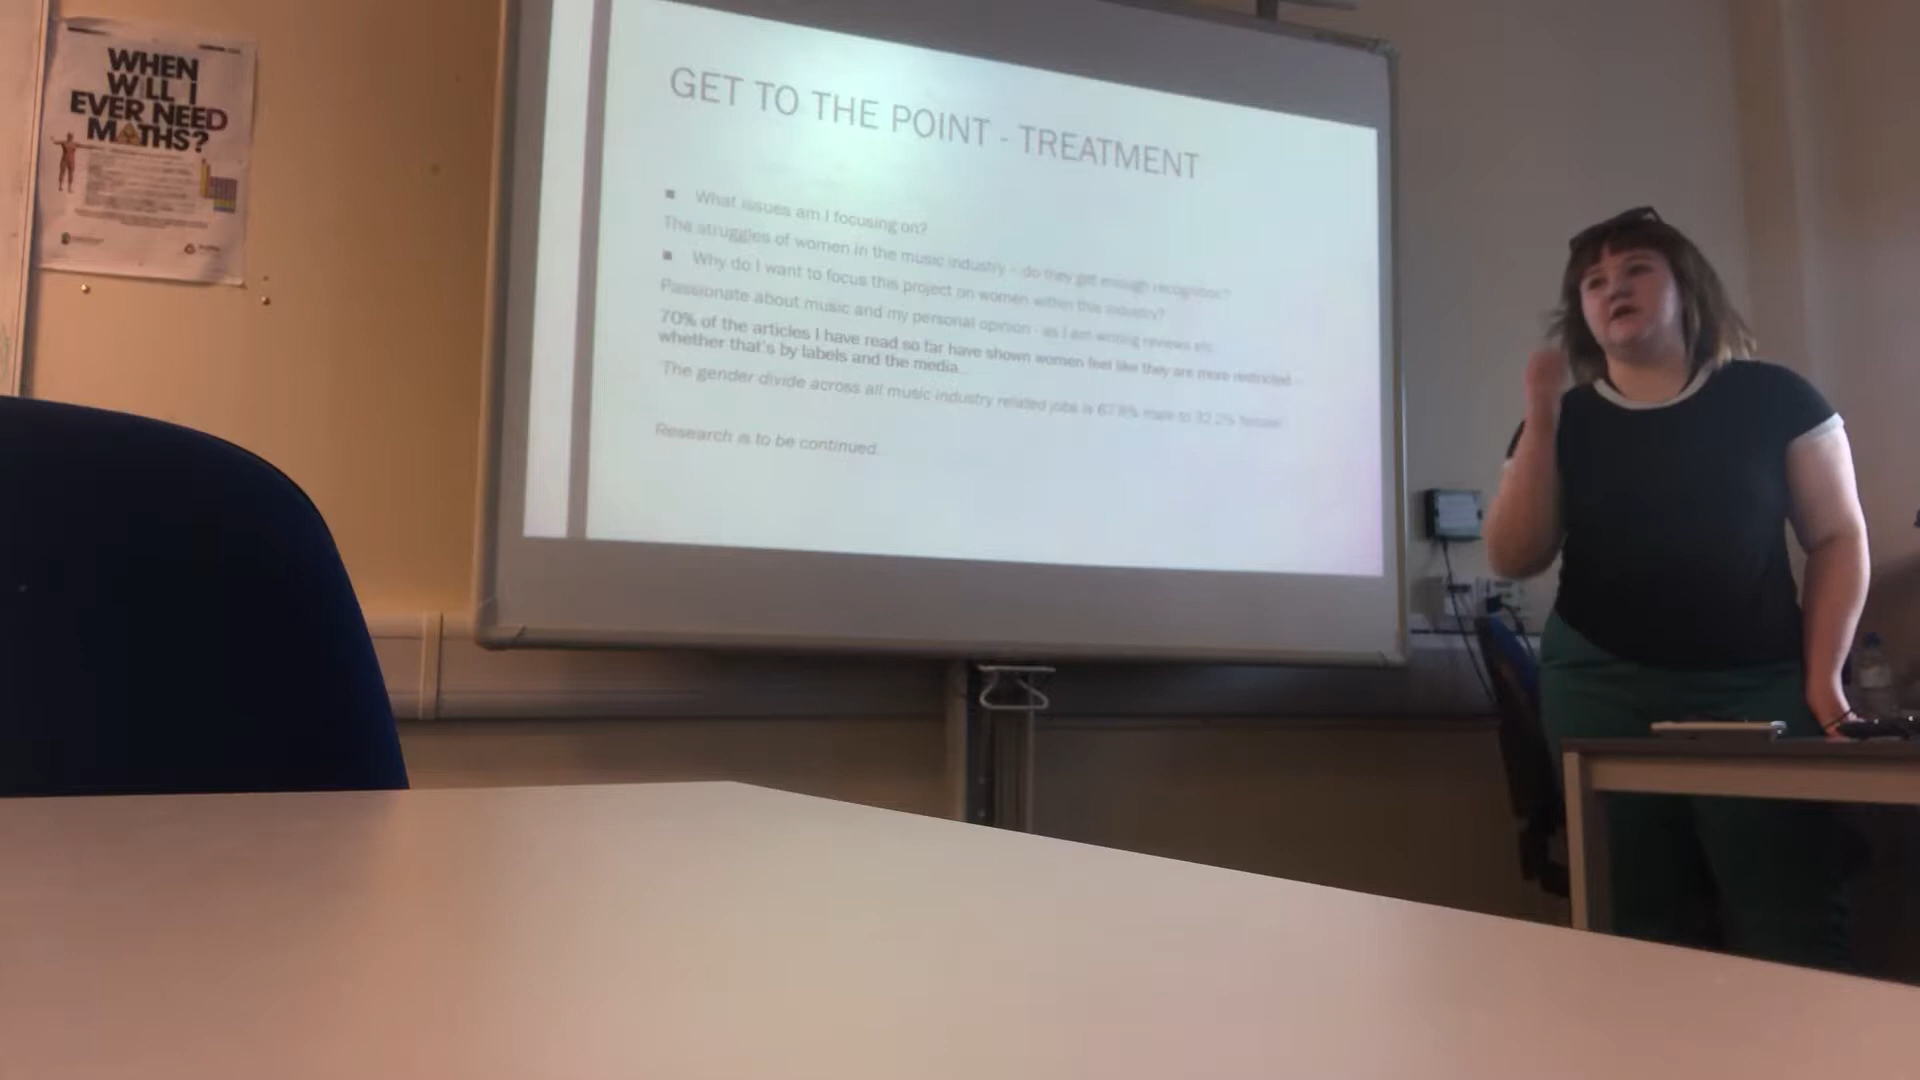 WHEN
WILL I
EVER NEED
MATHS?
GET TO THE POINT - TREATMENT
■ What issues am I focusing on?
The struggles of women in the music industry – do they get enough recognition?
■ Why do I want to focus this project on women within this industry?
Passionate about music and my personal opinion - as I am writing reviews etc
70% of the articles I have read so far have shown women feel like they are more restricted –
whether that's by labels and the media...
'The gender divide across all music industry related jobs is 67.8% male to 32.2% female'
Research is to be continued.